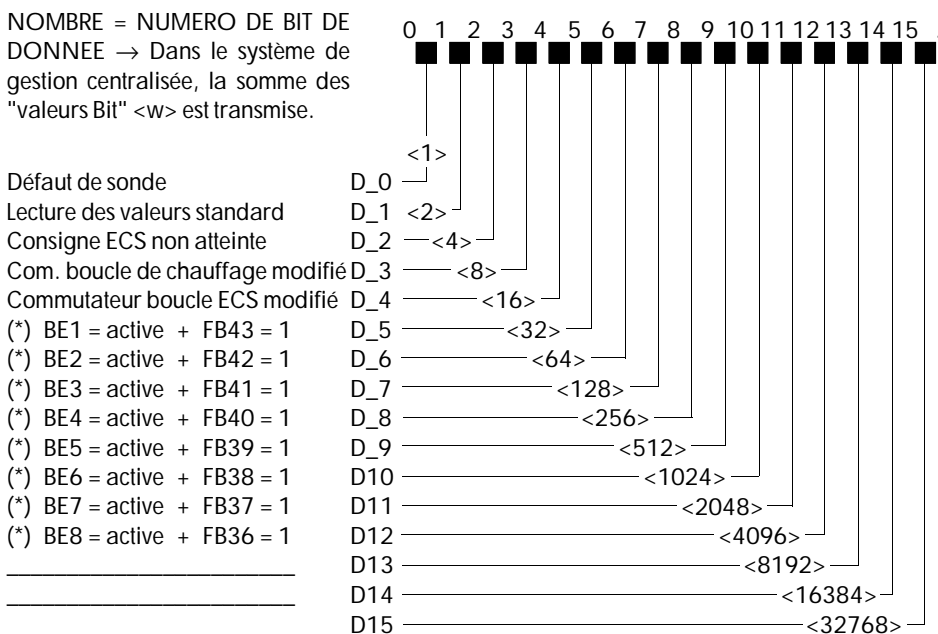 NOMBRE = NUMERO DE BIT DE
DONNEE → Dans le système de
gestion centralisée, la somme des
"valeurs Bit" <w> est transmise.
0 1 2 3 4 5 6 7 8 9 10 11 12 13 14 15
<1>
Défaut de sonde D_0
Lecture des valeurs standard D_1 <2>
Consigne ECS non atteinte D_2 <4>
Com. boucle de chauffage modifié D_3 <8>
Commutateur boucle ECS modifié D_4 <16>
(*) BE1 = active + FB43 = 1 D_5 <32>
(*) BE2 = active + FB42 = 1 D_6 <64>
(*) BE3 = active + FB41 = 1 D_7 <128>
(*) BE4 = active + FB40 = 1 D_8 <256>
(*) BE5 = active + FB39 = 1 D_9 <512>
(*) BE6 = active + FB38 = 1 D10 <1024>
(*) BE7 = active + FB37 = 1 D11 <2048>
(*) BE8 = active + FB36 = 1 D12 <4096>
D13 <8192>
D14 <16384>
D15 <32768>